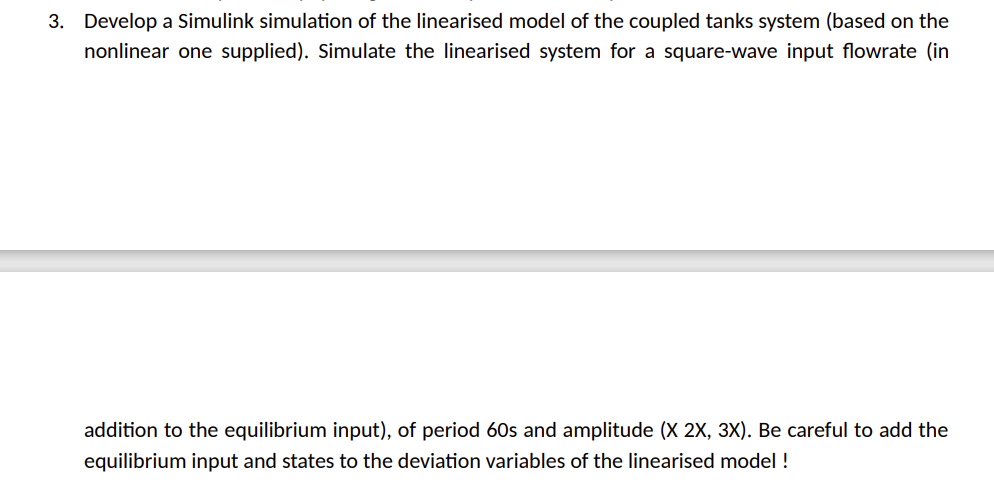 3. Develop a Simulink simulation of the linearised model of the coupled tanks system (based on the
nonlinear one supplied). Simulate the linearised system for a square-wave input flowrate (in
addition to the equilibrium input), of period 60s and amplitude (X 2X, 3X). Be careful to add the
equilibrium input and states to the deviation variables of the linearised model !